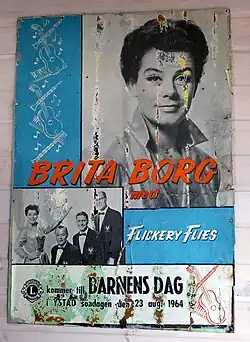 BRITA BORG
med
FLICKERY FLIES
kommer till BARNENS DAG
i YSTAD söndagen den 23 aug. 1964